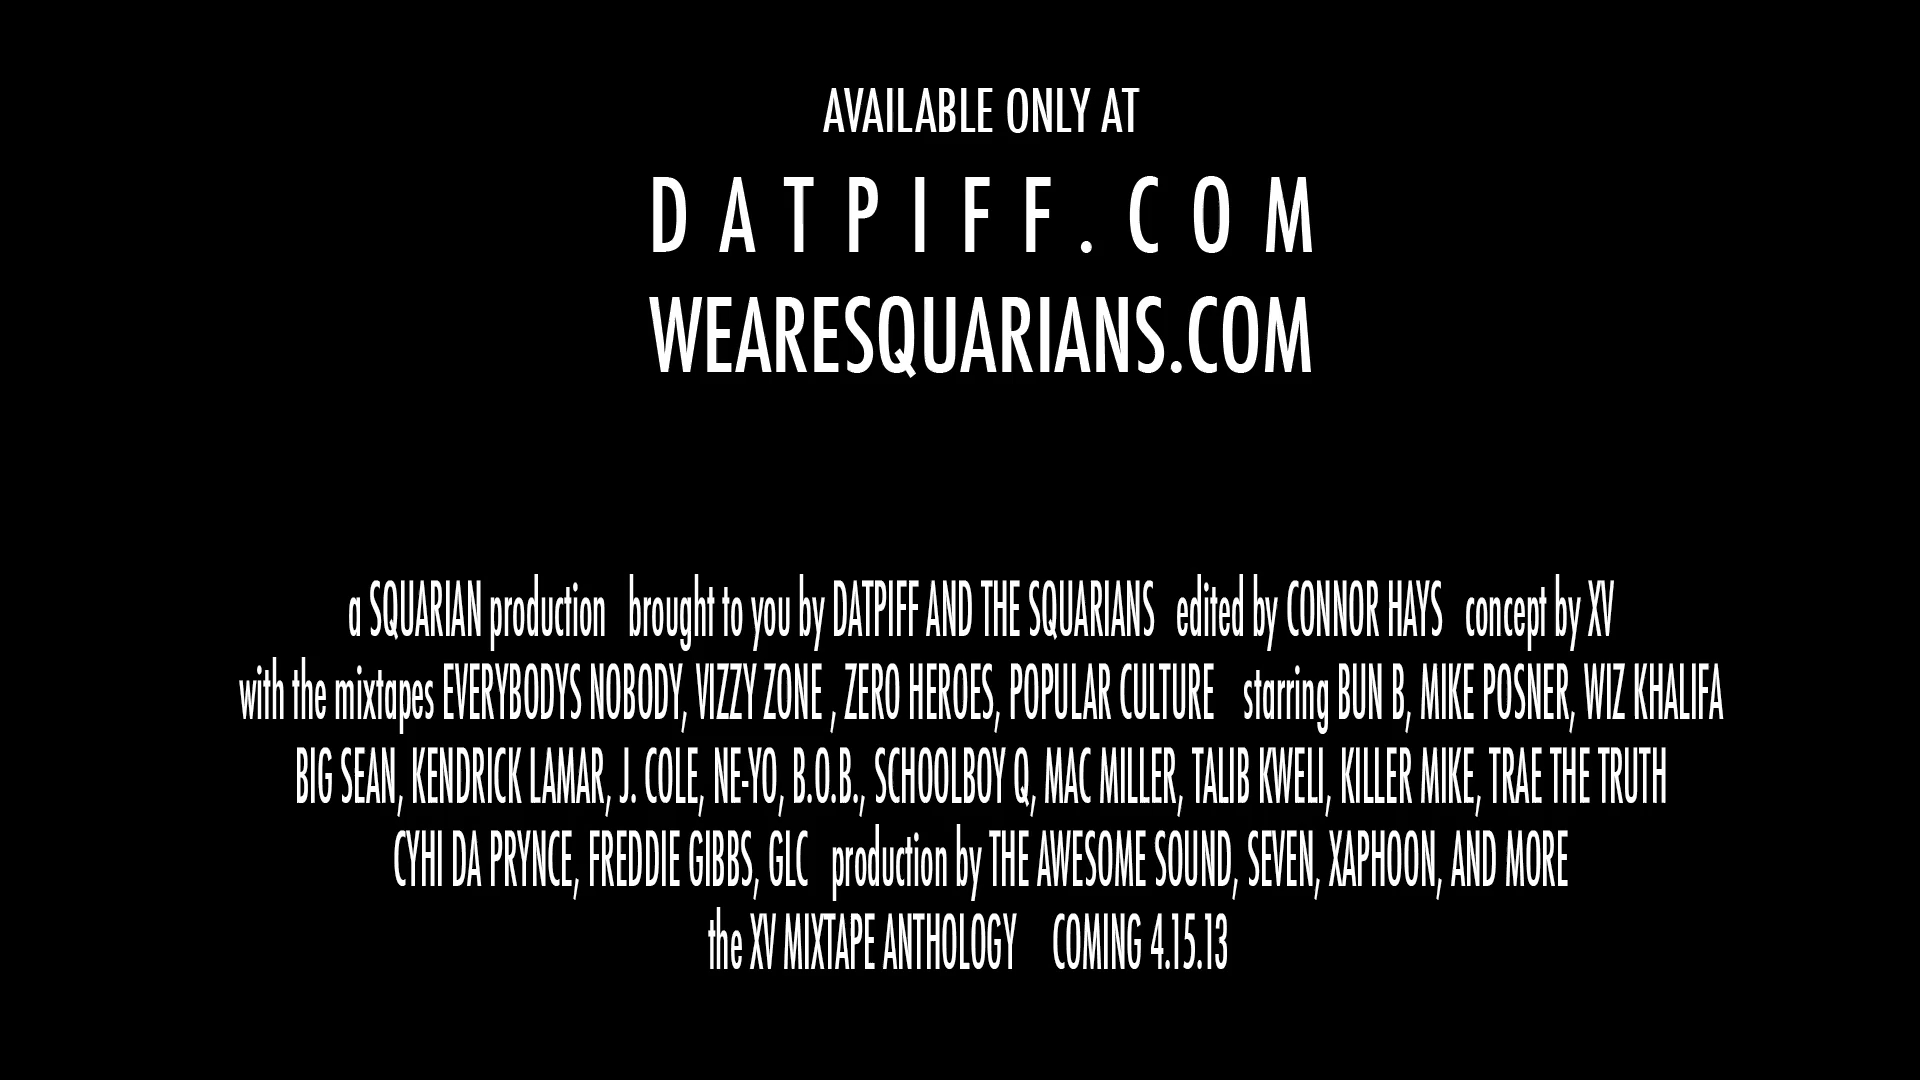 AVAILABLE ONLY AT
DATPIFF.COM
WEARESQUARIANS.COM
a SQUARIAN production brought to you by DATPIFF AND THE SQUARIANS edited by CONNOR HAYS concept by XV
with the mixtapes EVERYBODYS NOBODY, VIZZY ZONE , ZERO HEROES, POPULAR CULTURE starring BUN B, MIKE POSNER, WIZ KHALIFA
BIG SEAN, KENDRICK LAMAR, J. COLE, NE-YO, B.O.B., SCHOOLBOY Q, MAC MILLER, TALIB KWELI, KILLER MIKE, TRAE THE TRUTH
CYHI DA PRYNCE, FREDDIE GIBBS, GLC production by THE AWESOME SOUND, SEVEN, XAPHOON, AND MORE
the XV MIXTAPE ANTHOLOGY COMING 4.15.13